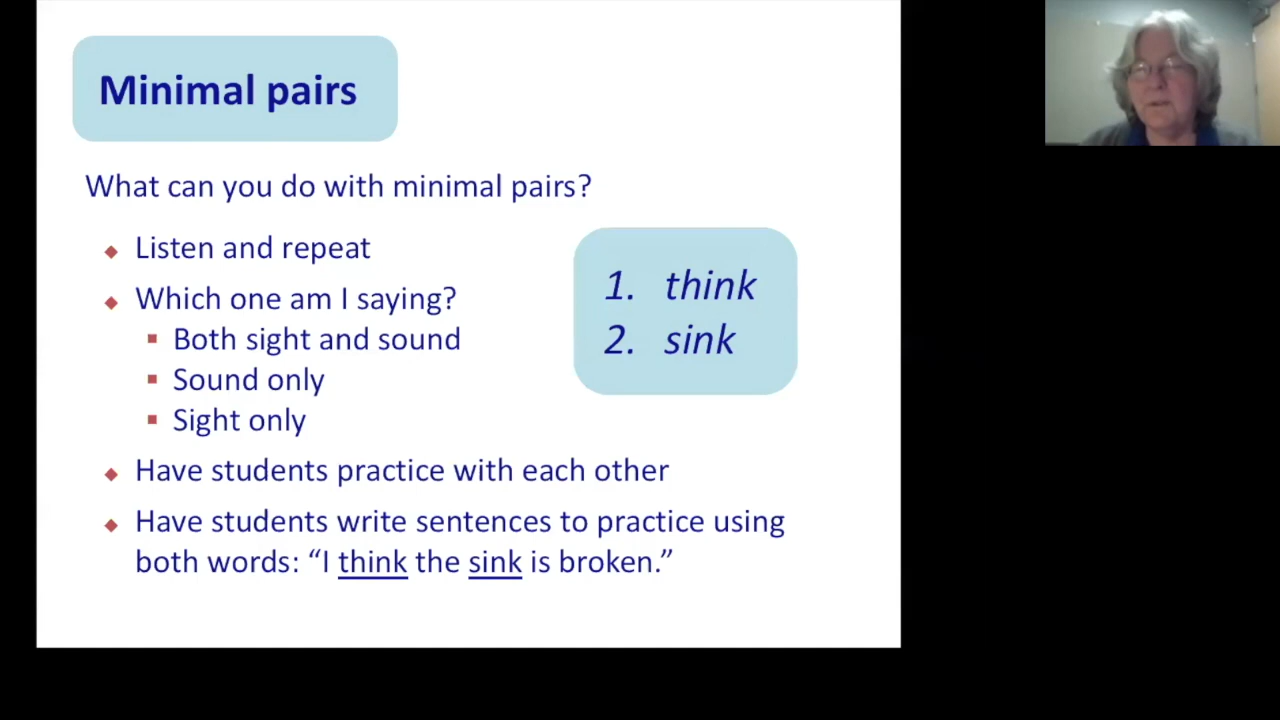 Minimal pairs
What can you do with minimal pairs?
Listen and repeat
Which one am I saying?
Both sight and sound
Sound only
Sight only
1. think
2. sink
Have students practice with each other
Have students write sentences to practice using
both words: “I think the sink is broken.”